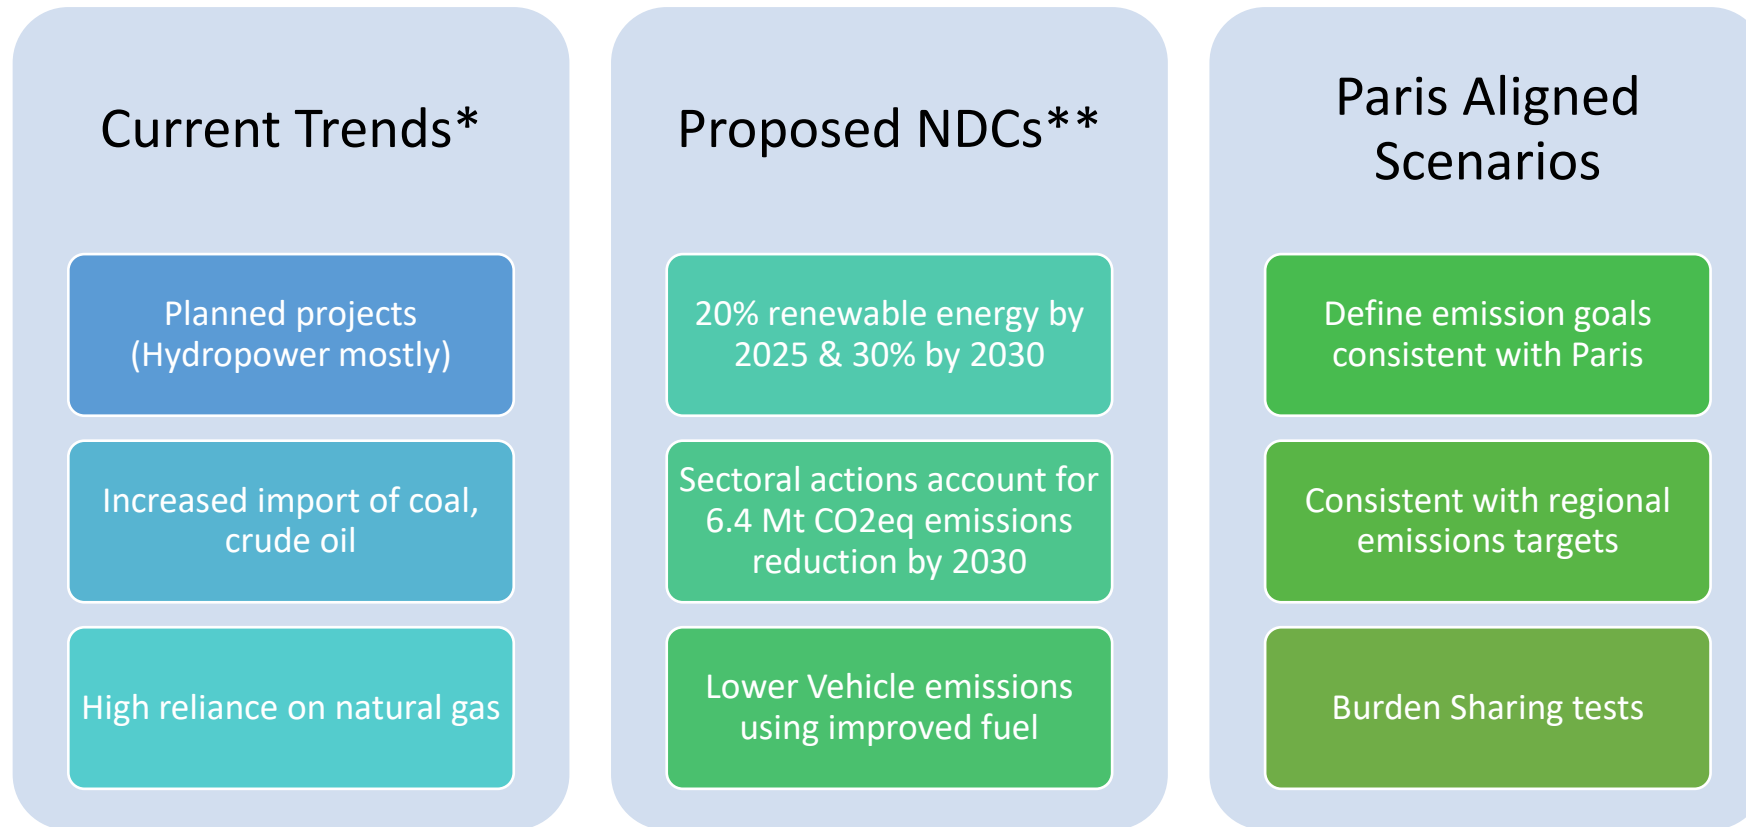 Current Trends*
Planned projects
(Hydropower mostly)
Increased import of coal,
crude oil
High reliance on natural gas
Proposed NDCs**
20% renewable energy by
2025 & 30% by 2030
Sectoral actions account for
6.4 Mt CO2eq emissions
reduction by 2030
Lower Vehicle emissions
using improved fuel
Paris Aligned
Scenarios
Define emission goals
consistent with Paris
Consistent with regional
emissions targets
Burden Sharing tests